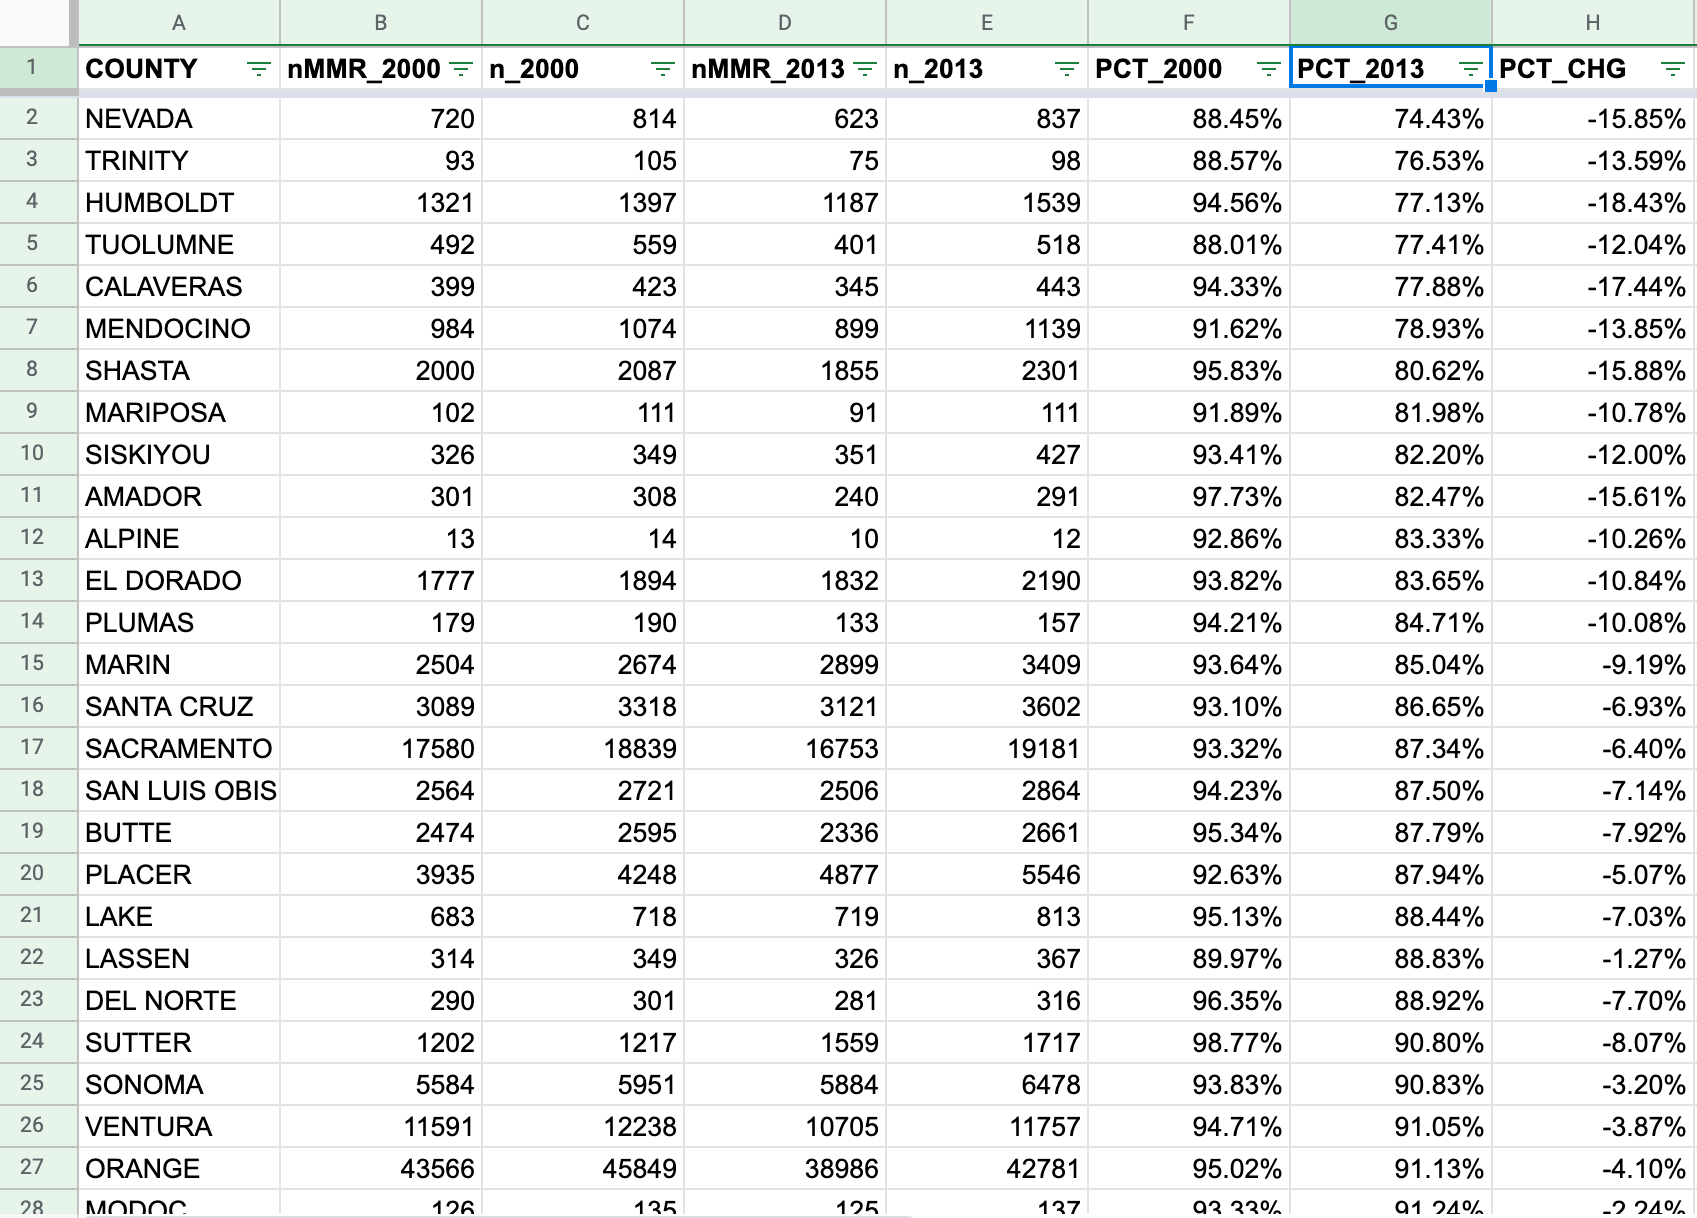 A B C D E F G H
1 COUNTY nMMR_2000 n_2000 nMMR_2013 n_2013 PCT_2000 PCT_2013 PCT_CHG
2 NEVADA 720 814 623 837 88.45% 74.43% -15.85%
3 TRINITY 93 105 75 98 88.57% 76.53% -13.59%
4 HUMBOLDT 1321 1397 1187 1539 94.56% 77.13% -18.43%
5 TUOLUMNE 492 559 401 518 88.01% 77.41% -12.04%
6 CALAVERAS 399 423 345 443 94.33% 77.88% -17.44%
7 MENDOCINO 984 1074 899 1139 91.62% 78.93% -13.85%
8 SHASTA 2000 2087 1855 2301 95.83% 80.62% -15.88%
9 MARIPOSA 102 111 91 111 91.89% 81.98% -10.78%
10 SISKIYOU 326 349 351 427 93.41% 82.20% -12.00%
11 AMADOR 301 308 240 291 97.73% 82.47% -15.61%
12 ALPINE 13 14 10 12 92.86% 83.33% -10.26%
13 EL DORADO 1777 1894 1832 2190 93.82% 83.65% -10.84%
14 PLUMAS 179 190 133 157 94.21% 84.71% -10.08%
15 MARIN 2504 2674 2899 3409 93.64% 85.04% -9.19%
16 SANTA CRUZ 3089 3318 3121 3602 93.10% 86.65% -6.93%
17 SACRAMENTO 17580 18839 16753 19181 93.32% 87.34% -6.40%
18 SAN LUIS OBIS 2564 2721 2506 2864 94.23% 87.50% -7.14%
19 BUTTE 2474 2595 2336 2661 95.34% 87.79% -7.92%
20 PLACER 3935 4248 4877 5546 92.63% 87.94% -5.07%
21 LAKE 683 718 719 813 95.13% 88.44% -7.03%
22 LASSEN 314 349 326 367 89.97% 88.83% -1.27%
23 DEL NORTE 290 301 281 316 96.35% 88.92% -7.70%
24 SUTTER 1202 1217 1559 1717 98.77% 90.80% -8.07%
25 SONOMA 5584 5951 5884 6478 93.83% 90.83% -3.20%
26 VENTURA 11591 12238 10705 11757 94.71% 91.05% -3.87%
27 ORANGE 43566 45849 38986 42781 95.02% 91.13% -4.10%
28 MODOC 126 135 125 137 93.33% 91.24% -2.24%